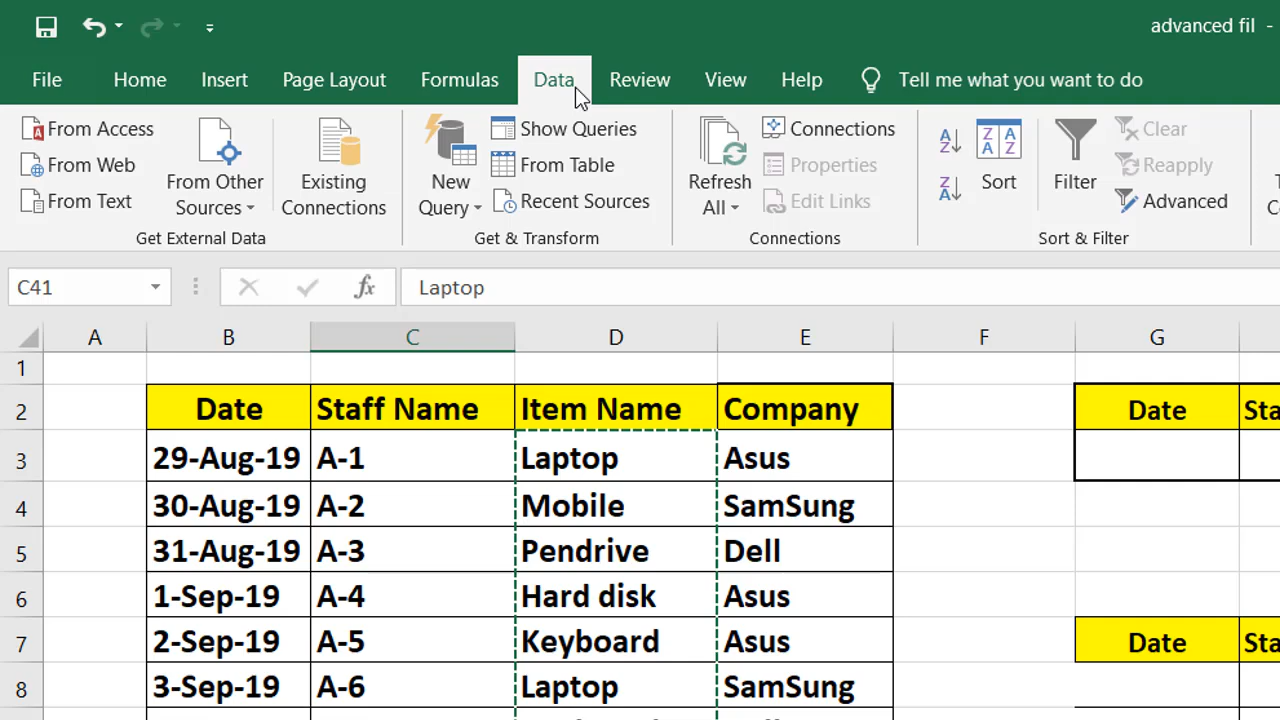 advanced fil -
File Home Insert Page Layout Formulas Data Review View Help Tell me what you want to do
From Access
From Web
From Text
From Other Sources
Existing Connections
Get External Data
New Query
Show Queries
From Table
Recent Sources
Get & Transform
Refresh All
Connections
Properties
Edit Links
Connections
Sort
Filter
Clear
Reapply
Advanced
Sort & Filter
C41 fx Laptop
A B C D E F G
1
2 Date Staff Name Item Name Company Date Sta
3 29-Aug-19 A-1 Laptop Asus
4 30-Aug-19 A-2 Mobile SamSung
5 31-Aug-19 A-3 Pendrive Dell
6 1-Sep-19 A-4 Hard disk Asus
7 2-Sep-19 A-5 Keyboard Asus Date Sta
8 3-Sep-19 A-6 Laptop SamSung